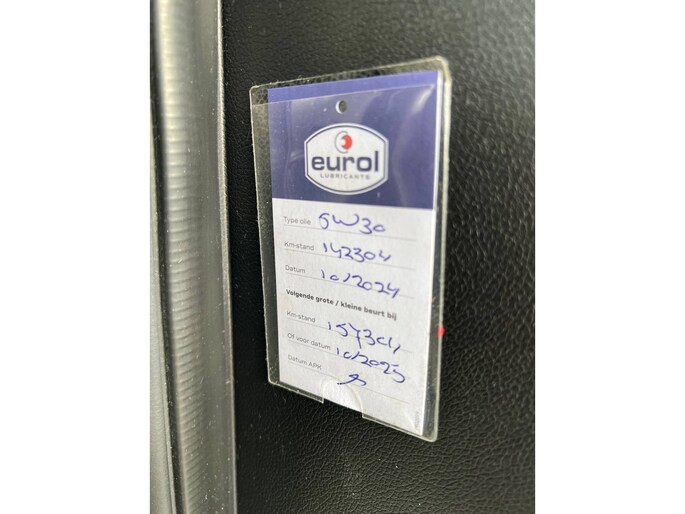 eurol
LUBRICANTS
Type olie 5W30
Km-stand 142304
Datum 10/2024
Volgende grote / kleine beurt bij
Km-stand 157304
Of voor datum 10/2025
Datum APK